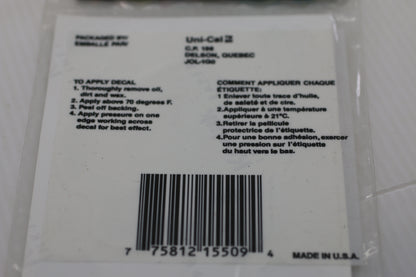 PACKAGED BY/
EMBALLÉ PAR/
Uni-Cal
C.P. 198
DELSON, QUEBEC
JOL-1G0
TO APPLY DECAL
1. Thoroughly remove oil,
dirt and wax.
2. Apply above 70 degrees F.
3. Peel off backing.
4. Apply pressure on one
edge working across
decal for best effect.
COMMENT APPLIQUER CHAQUE
ÉTIQUETTE:
1. Enlever toute trace d'huile,
de saleté et de cire.
2. Appliquer à une température
supérieure à 21°C.
3. Retirer la pellicule
protectrice de l'étiquette.
4. Pour une bonne adhésion, exercer
une pression sur l'étiquette
du haut vers le bas.
7 75812 15509 4
MADE IN U.S.A.